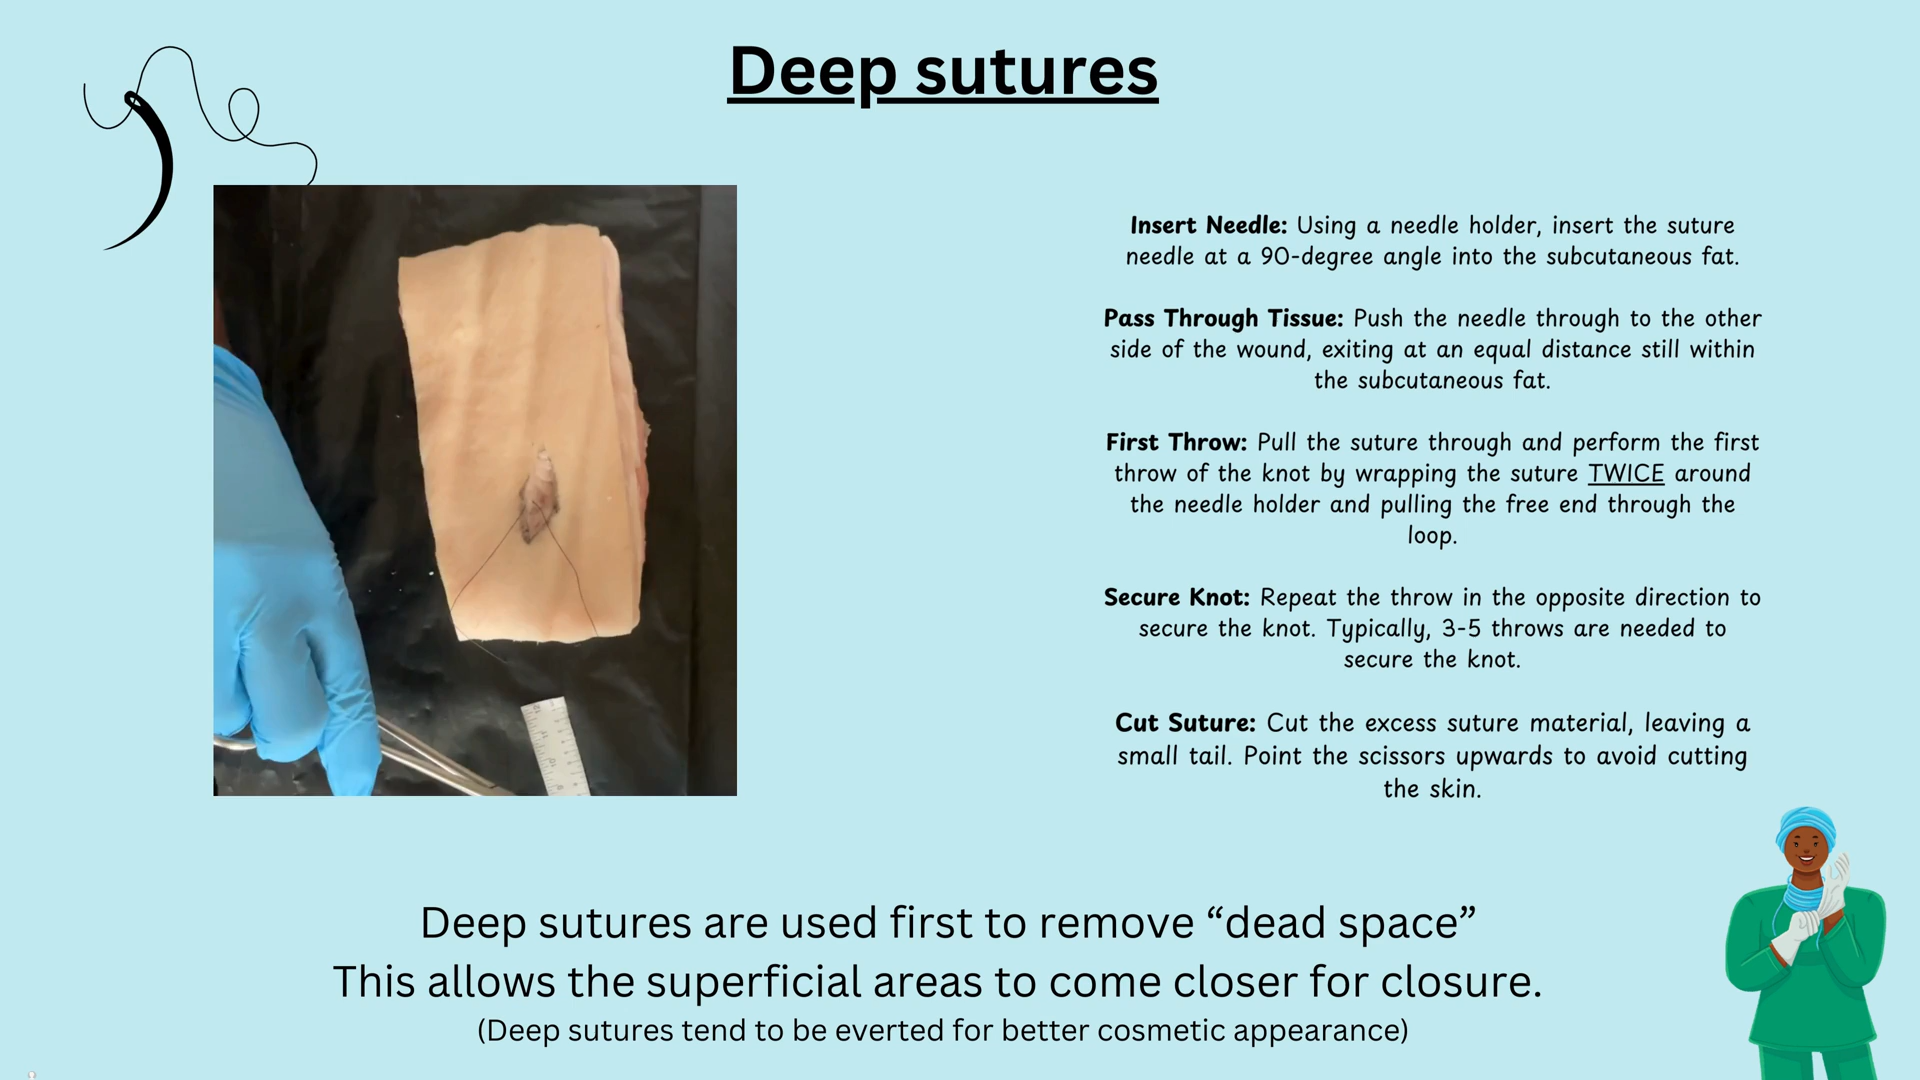 Deep sutures
Insert Needle: Using a needle holder, insert the suture
needle at a 90-degree angle into the subcutaneous fat.
Pass Through Tissue: Push the needle through to the other
side of the wound, exiting at an equal distance still within
the subcutaneous fat.
First Throw: Pull the suture through and perform the first
throw of the knot by wrapping the suture TWICE around
the needle holder and pulling the free end through the
loop.
Secure Knot: Repeat the throw in the opposite direction to
secure the knot. Typically, 3-5 throws are needed to
secure the knot.
Cut Suture: Cut the excess suture material, leaving a
small tail. Point the scissors upwards to avoid cutting
the skin.
Deep sutures are used first to remove “dead space”
This allows the superficial areas to come closer for closure.
(Deep sutures tend to be everted for better cosmetic appearance)